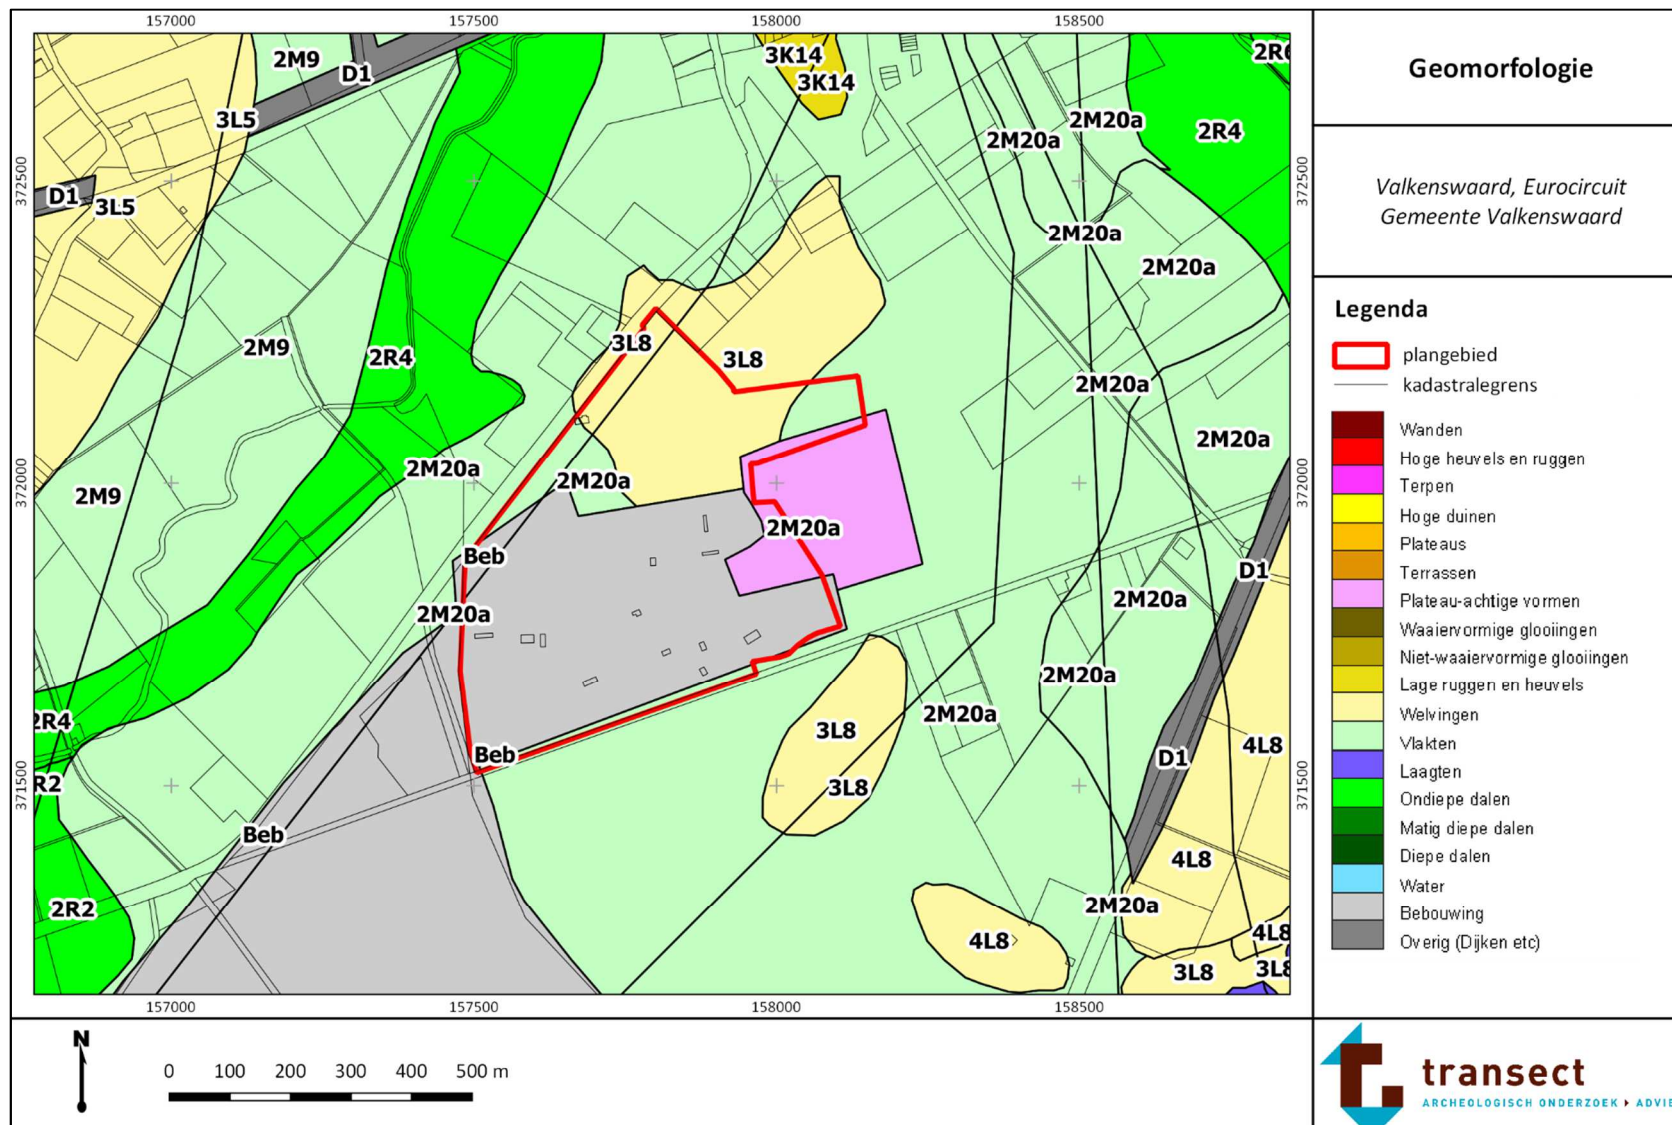 157000 157500 158000 158500
372500
372000
371500
2M9
D1
3L5
D1
3L5
3K14
3K14
2R6
2M20a
2M20a
2R4
2M20a
2M20a
2M9
2R4
3L8
3L8
2M20a
2M20a
2M9
2M20a
2M20a
2M20a
Beb
2M20a
D1
2M20a
2M20a
2R4
2M20a
3L8
4L8
Beb
D1
R2
3L8
Beb
4L8
2R2
2M20a
4L8
4L8
3L8
3L8
372500
372000
371500
157000 157500 158000 158500
N
0 100 200 300 400 500 m
Geomorfologie
Valkenswaard, Eurocircuit
Gemeente Valkenswaard
Legenda
plangebied
kadastralegrens
Wanden
Hoge heuvels en ruggen
Terpen
Hoge duinen
Plateaus
Terrassen
Plateau-achtige vormen
Waaiervormige glooiingen
Niet-waaiervormige glooiingen
Lage ruggen en heuvels
Welvingen
Vlakten
Laagten
Ondiepe dalen
Matig diepe dalen
Diepe dalen
Water
Bebouwing
Overig (Dijken etc)
transect
ARCHEOLOGISCH ONDERZOEK ADVIE